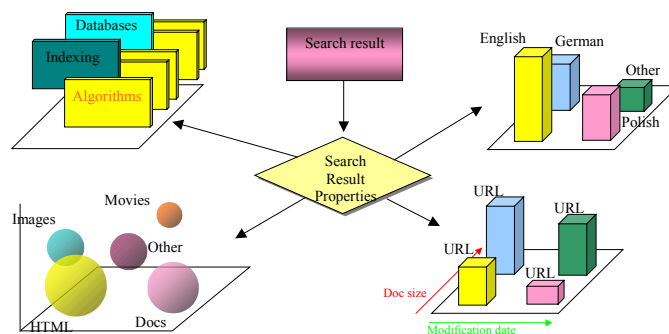 Databases
Indexing
Algorithms
Search result
English
German
Other
Polish
Search
Result
Properties
Movies
Images
Other
HTML
Docs
URL
URL
URL
URL
Doc size
Modification date